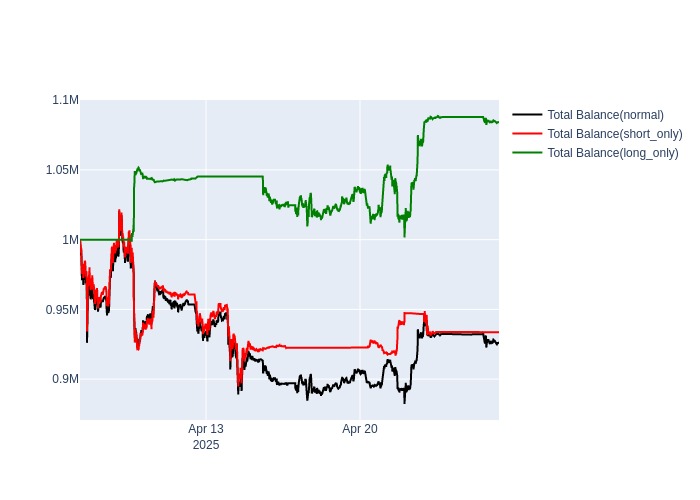 1.1M
1.05M
1M
0.95M
0.9M
Apr 13
2025
Apr 20
Total Balance(normal)
Total Balance(short_only)
Total Balance(long_only)